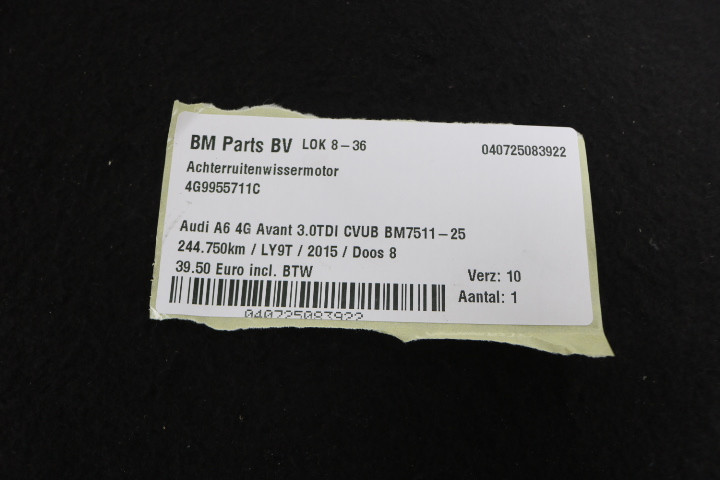 BM Parts BV LOK 8-36 040725083922
Achterruitenwissermotor
4G9955711C
Audi A6 4G Avant 3.0TDI CVUB BM7511-25
244.750km / LY9T / 2015 / Doos 8
39.50 Euro incl. BTW Verz: 10
Aantal: 1
040725083922